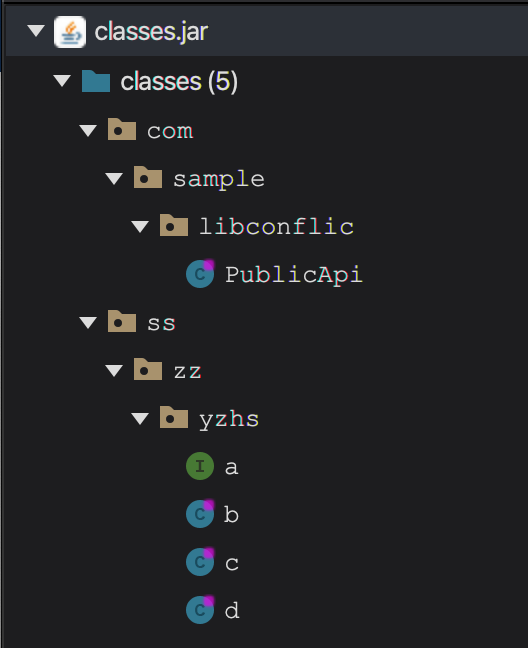 classes.jar
classes (5)
com
sample
libconflic
C PublicApi
ss
zz
yzhs
I a
C b
C c
C d